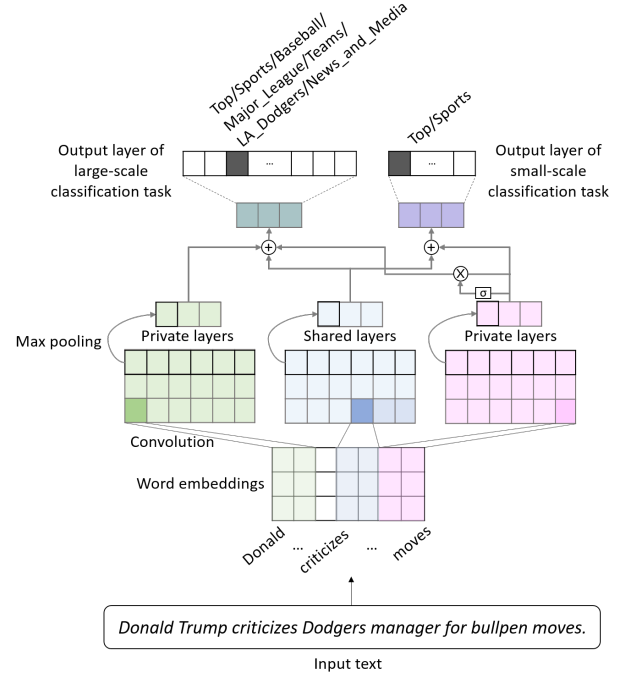 Top/Sports/Baseball/
Major_League/Teams/
LA_Dodgers/News_and_Media
Top/Sports
Output layer of
large-scale
classification task
...
...
Output layer of
small-scale
classification task
+
+
X
σ
Max pooling
Private layers
Shared layers
Private layers
Convolution
Word embeddings
Donald
...
criticizes
...
moves
Donald Trump criticizes Dodgers manager for bullpen moves.
Input text